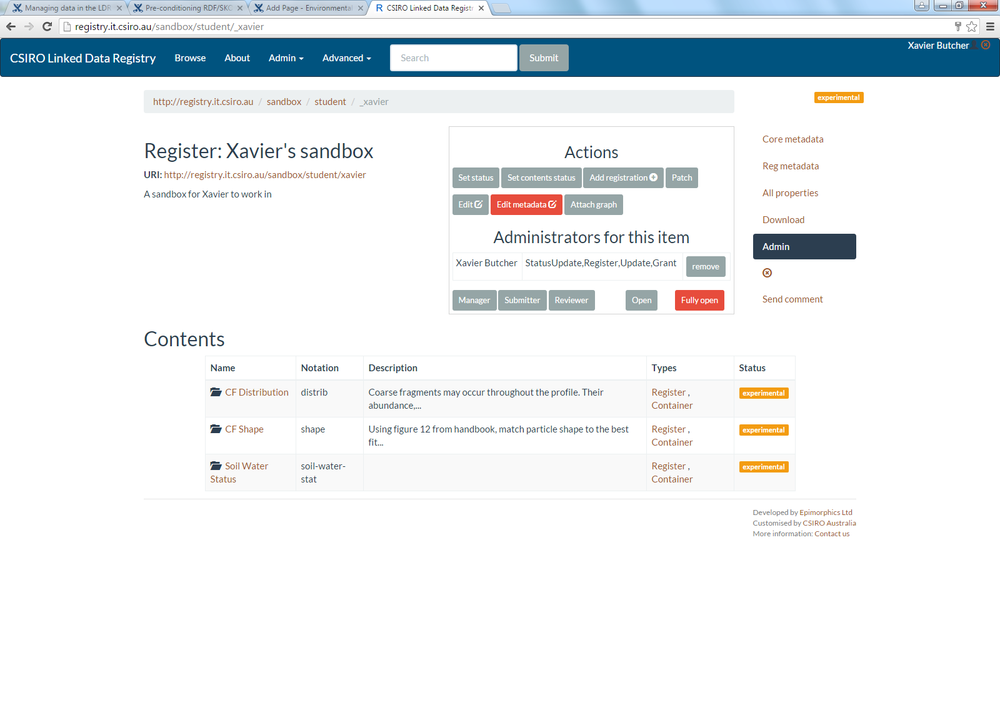 Managing data in the LDR
Pre-conditioning RDF/SKC
Add Page - Environmental
CSIRO Linked Data Registr
registry.it.csiro.au/sandbox/student/_xavier
Xavier Butcher
CSIRO Linked Data Registry Browse About Admin Advanced Search Submit
http://registry.it.csiro.au / sandbox / student / _xavier
experimental
Register: Xavier's sandbox
URI: http://registry.it.csiro.au/sandbox/student/xavier
A sandbox for Xavier to work in
Actions
Set status Set contents status Add registration Patch
Edit Edit metadata Attach graph
Administrators for this item
Xavier Butcher StatusUpdate,Register,Update,Grant remove
Manager Submitter Reviewer Open Fully open
Core metadata
Reg metadata
All properties
Download
Admin
Send comment
Contents
Name Notation Description Types Status
CF Distribution distrib Coarse fragments may occur throughout the profile. Their Register , experimental
abundance,... Container
CF Shape shape Using figure 12 from handbook, match particle shape to the best Register , experimental
fit... Container
Soil Water soil-water- Register , experimental
Status stat Container
Developed by Epimorphics Ltd
Customised by CSIRO Australia
More information: Contact us